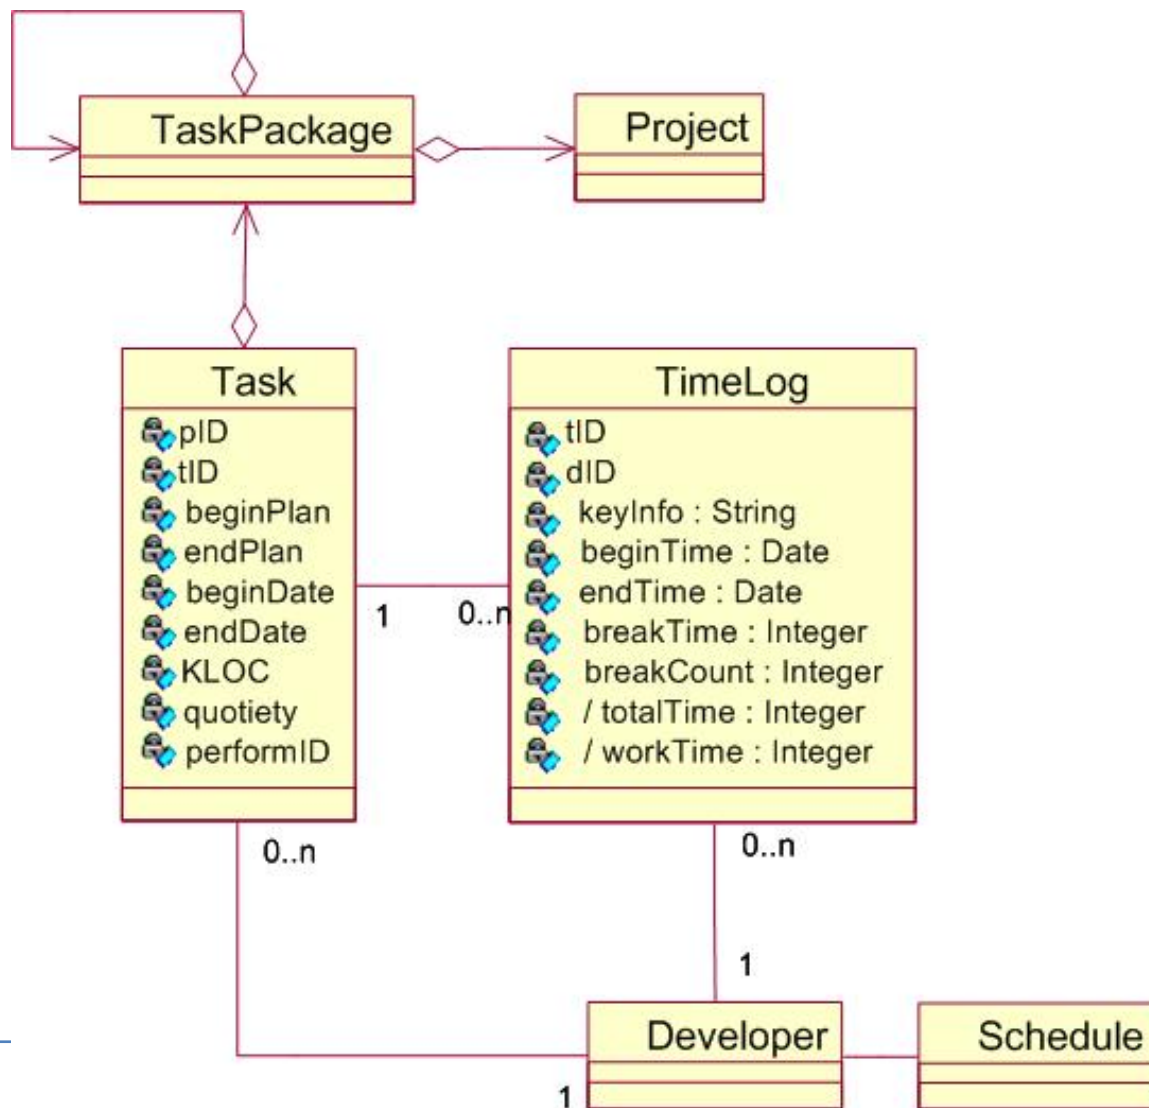 TaskPackage
Project
Task
pID
tID
beginPlan
endPlan
beginDate
endDate
KLOC
quotiety
performID
TimeLog
tID
dID
keyInfo : String
beginTime : Date
endTime : Date
breakTime : Integer
breakCount : Integer
/ totalTime : Integer
/ workTime : Integer
1
0..n
0..n
0..n
1
Developer
Schedule
1